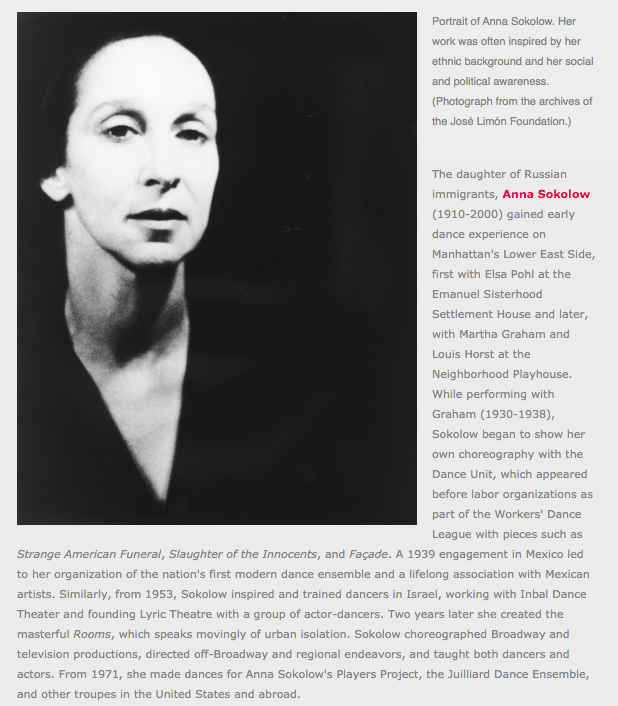 Portrait of Anna Sokolow. Her
work was often inspired by her
ethnic background and her social
and political awareness.
(Photograph from the archives of
the José Limón Foundation.)
The daughter of Russian
immigrants, Anna Sokolow
(1910-2000) gained early
dance experience on
Manhattan's Lower East Side,
first with Elsa Pohl at the
Emanuel Sisterhood
Settlement House and later,
with Martha Graham and
Louis Horst at the
Neighborhood Playhouse.
While performing with
Graham (1930-1938),
Sokolow began to show her
own choreography with the
Dance Unit, which appeared
before labor organizations as
part of the Workers' Dance
League with pieces such as
Strange American Funeral, Slaughter of the Innocents, and Façade. A 1939 engagement in Mexico led
to her organization of the nation's first modern dance ensemble and a lifelong association with Mexican
artists. Similarly, from 1953, Sokolow inspired and trained dancers in Israel, working with Inbal Dance
Theater and founding Lyric Theatre with a group of actor-dancers. Two years later she created the
masterful Rooms, which speaks movingly of urban isolation. Sokolow choreographed Broadway and
television productions, directed off-Broadway and regional endeavors, and taught both dancers and
actors. From 1971, she made dances for Anna Sokolow's Players Project, the Juilliard Dance Ensemble,
and other troupes in the United States and abroad.